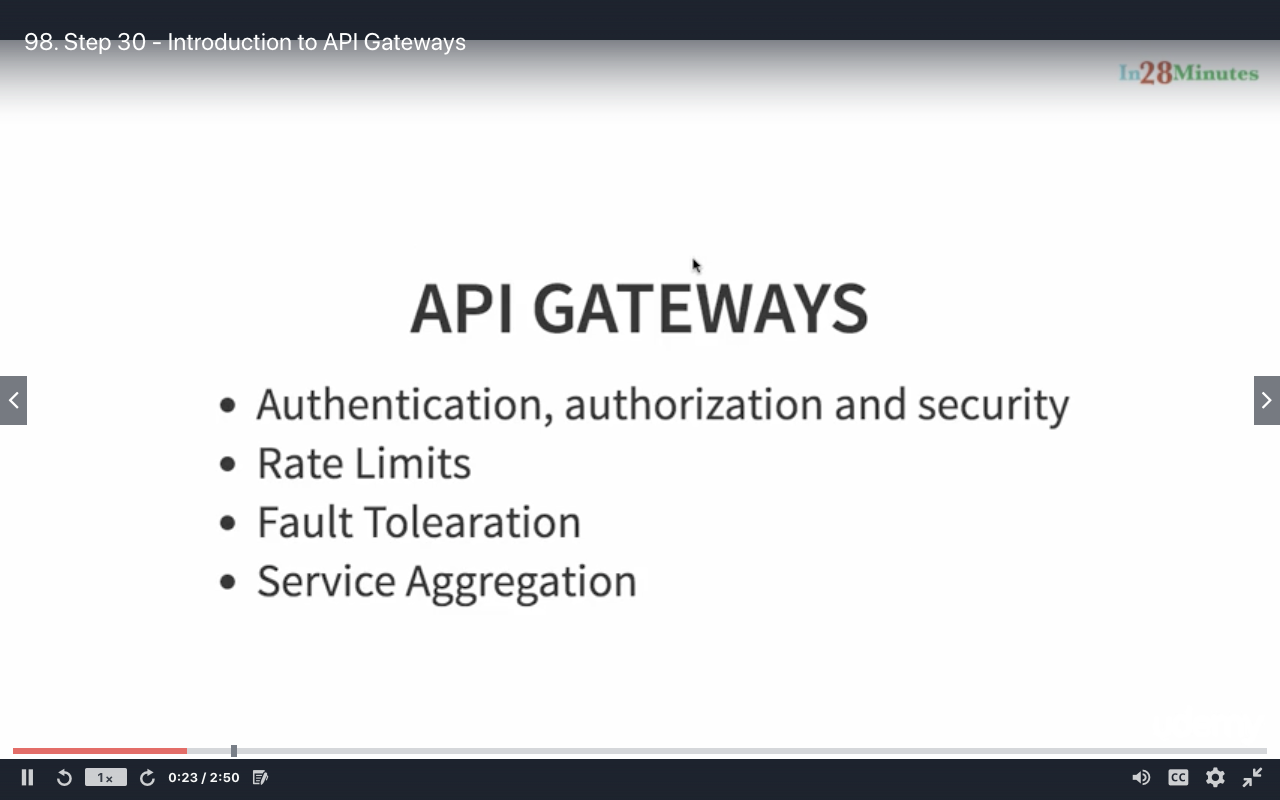 98. Step 30 - Introduction to API Gateways
In28Minutes
API GATEWAYS
• Authentication, authorization and security
• Rate Limits
• Fault Tolearation
• Service Aggregation
1x
0:23 / 2:50
CC